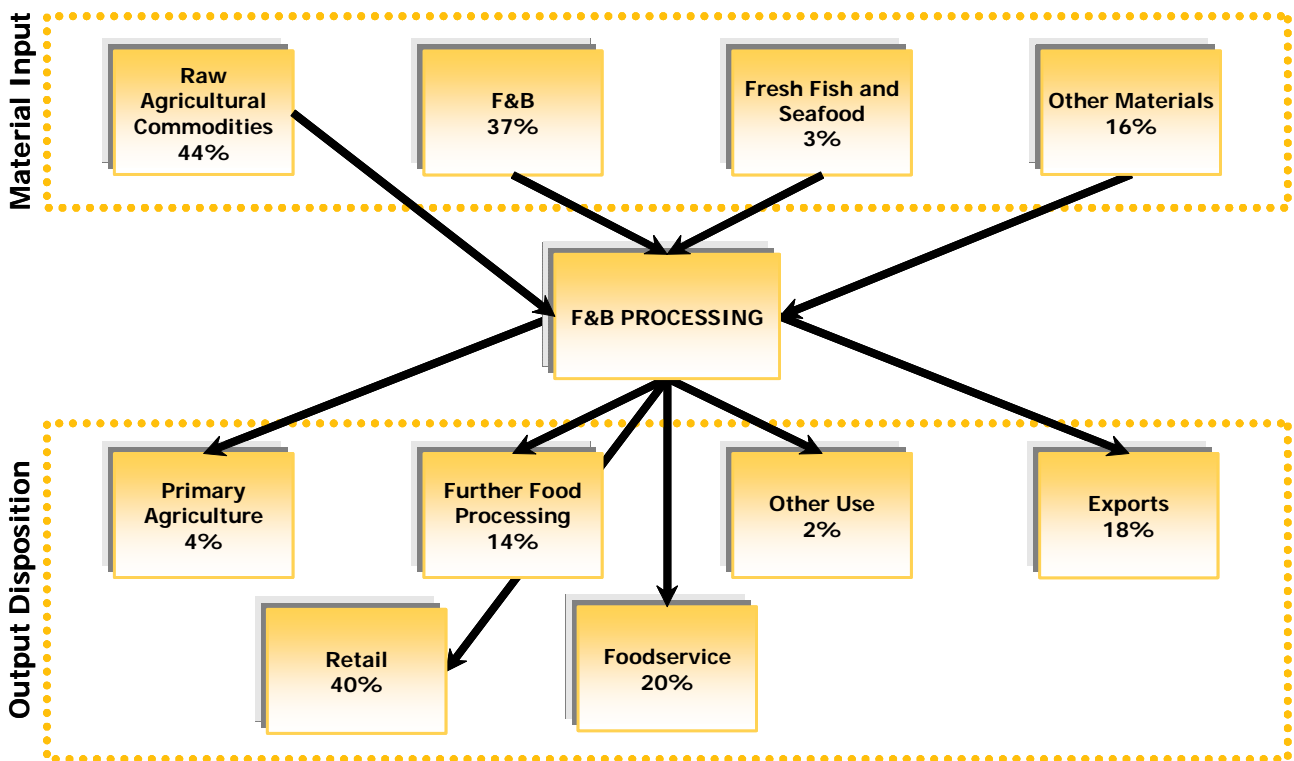 Material Input
Raw
Agricultural
Commodities
44%
F&B
37%
Fresh Fish and
Seafood
3%
Other Materials
16%
F&B PROCESSING
Output Disposition
Primary
Agriculture
4%
Further Food
Processing
14%
Other Use
2%
Exports
18%
Retail
40%
Foodservice
20%